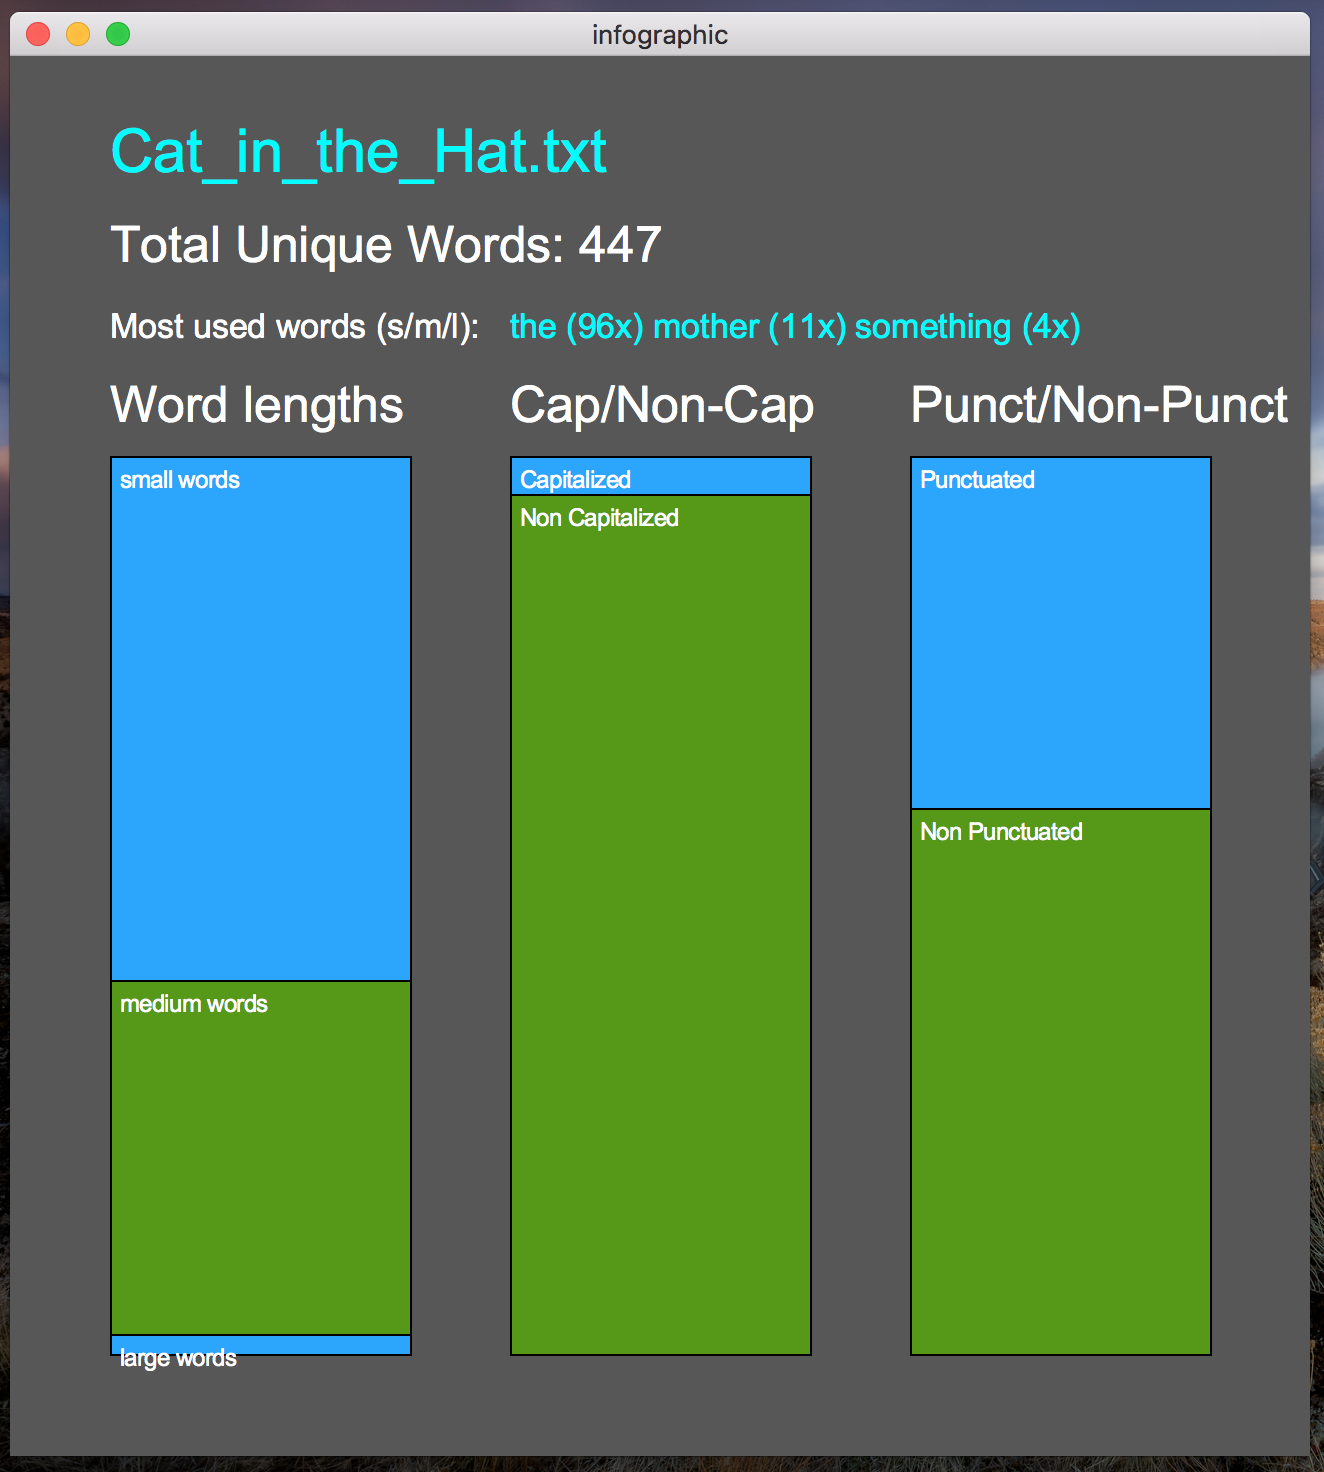 infographic
Cat_in_the_Hat.txt
Total Unique Words: 447
Most used words (s/m/l): the (96x) mother (11x) something (4x)
Word lengths
Cap/Non-Cap
Punct/Non-Punct
small words
medium words
large words
Capitalized
Non Capitalized
Punctuated
Non Punctuated